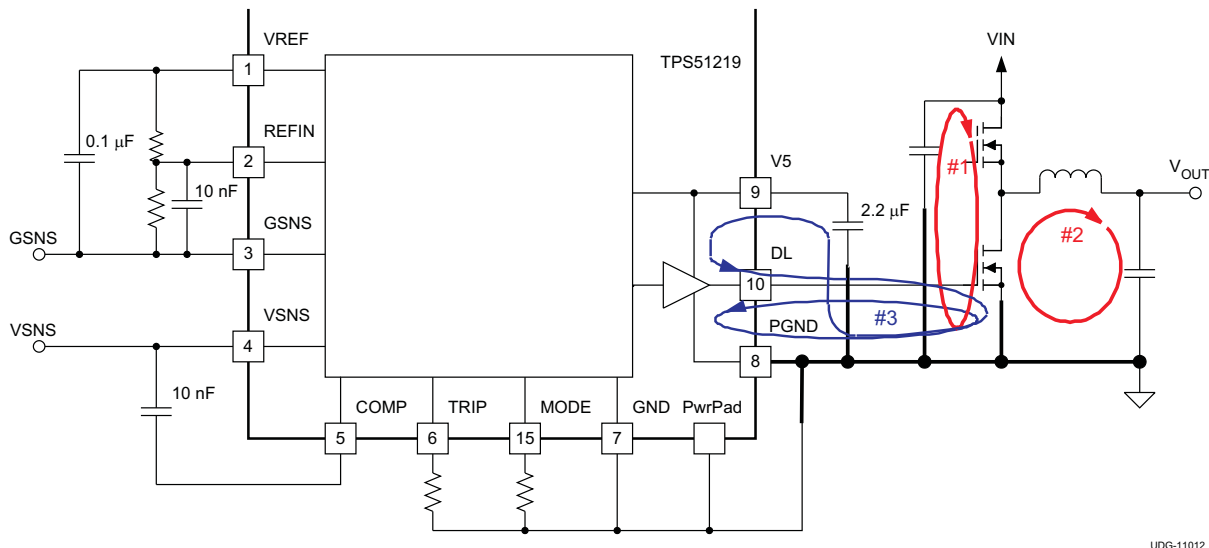 VREF
TPS51219
VIN
1
0.1 μF
REFIN
2
10 nF
V5
9
#1
VOUT
2.2 μF
GSNS
GSNS
3
DL
10
#2
VSNS
VSNS
4
PGND
#3
8
10 nF
COMP
TRIP
MODE
GND
PwrPad
5
6
15
7
UDG-11012